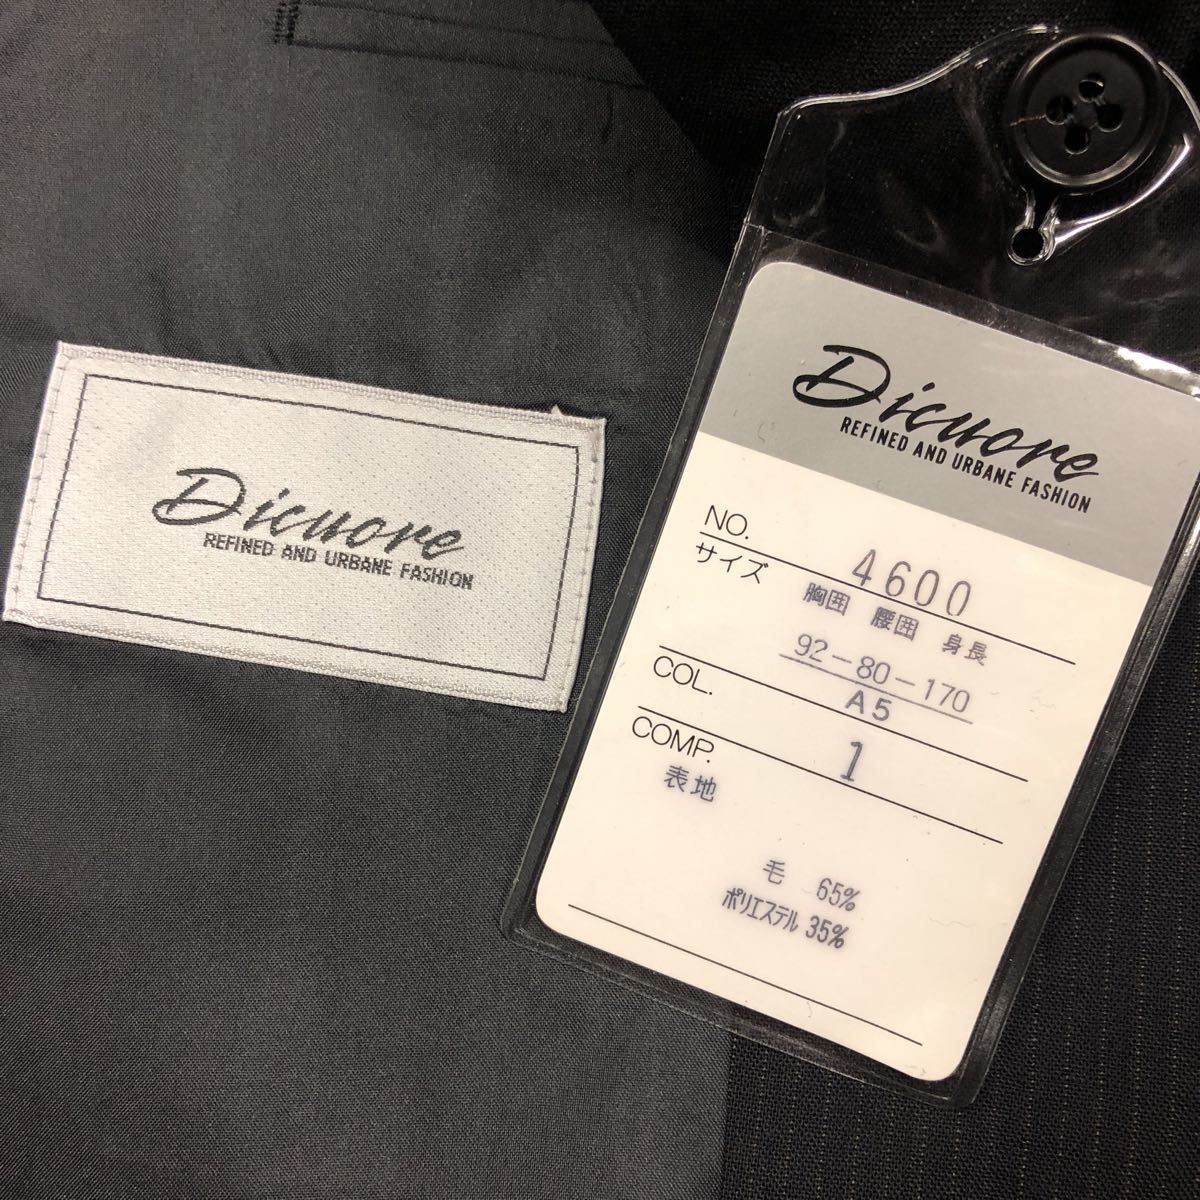 Dicuore
REFINED AND URBANE FASHION
Dicuore
REFINED AND URBANE FASHION
NO. 4600
サイズ 胸囲 腰囲 身長
92-80-170
A5
COL. 1
COMP.
表地
毛 65%
ポリエステル 35%